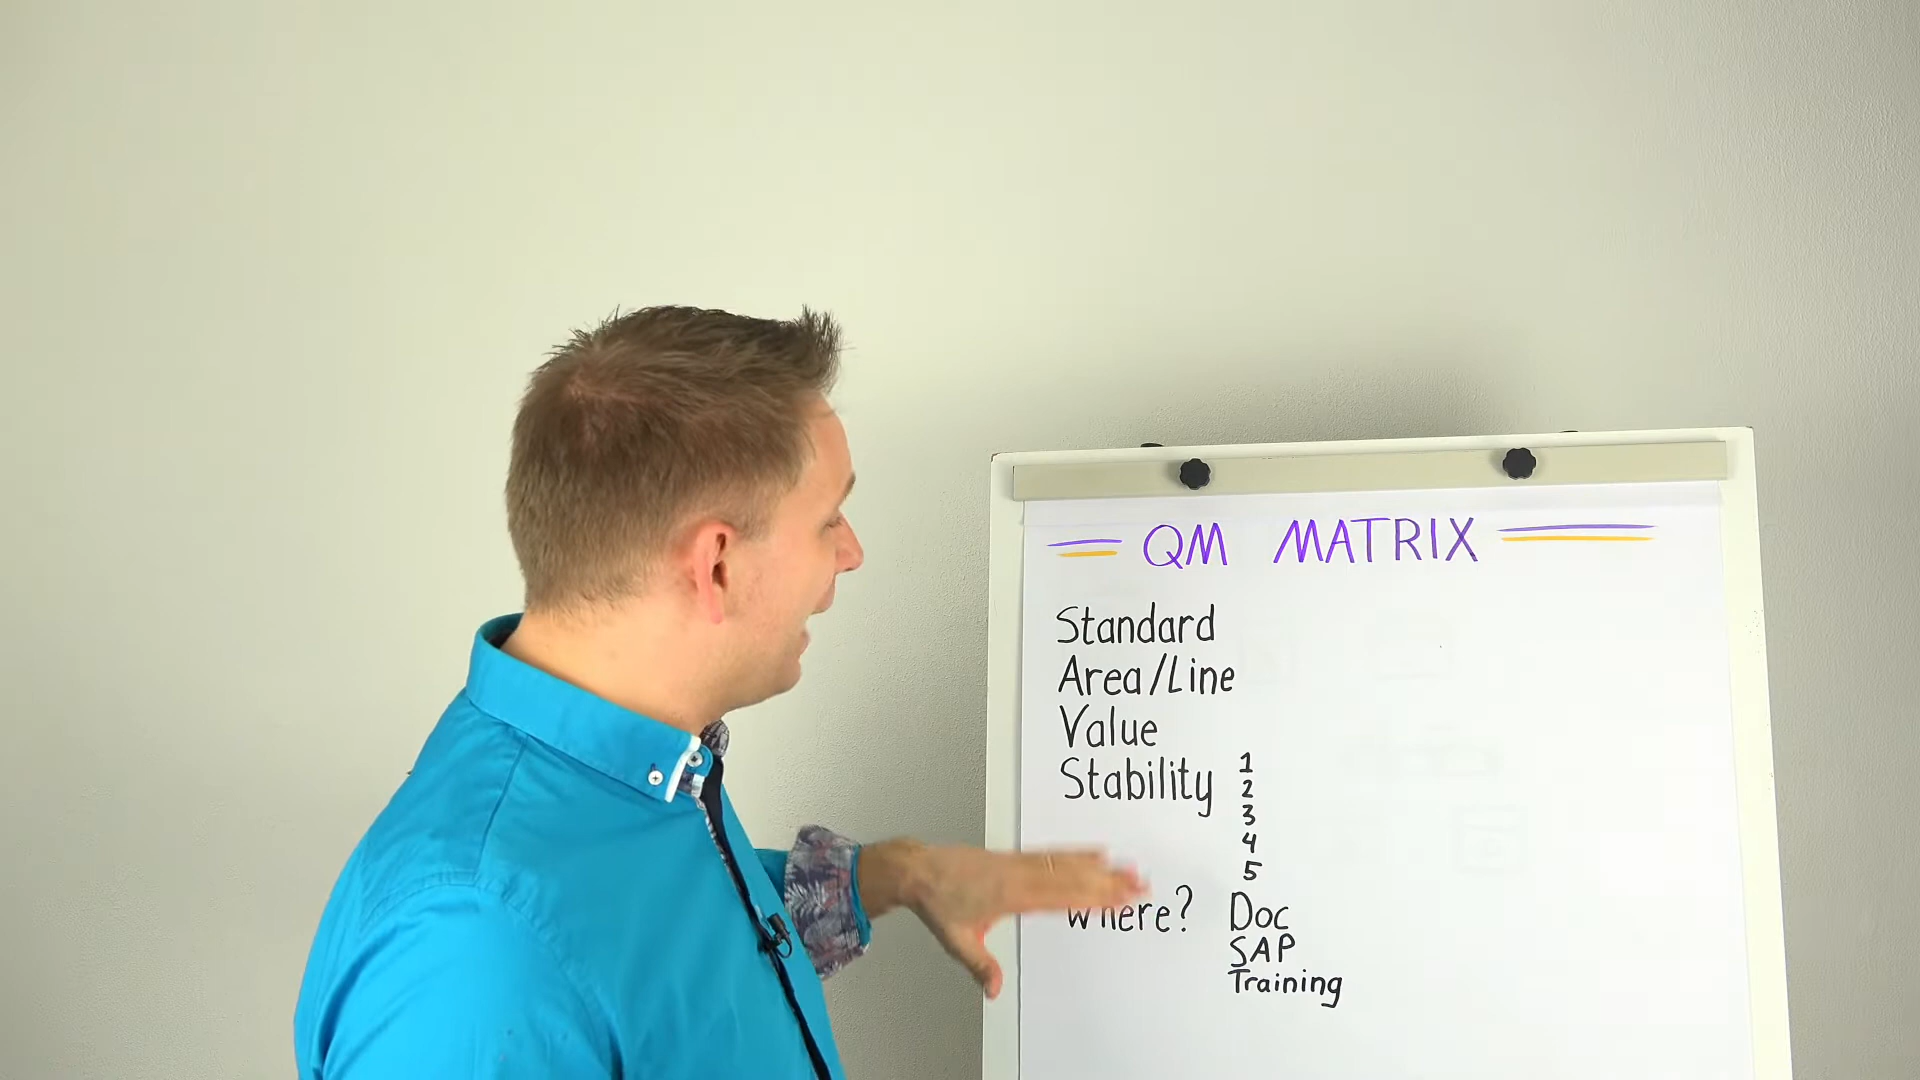 QM MATRIX
Standard
Area/Line
Value
Stability 1
2
3
4
5
Where? Doc
SAP
Training